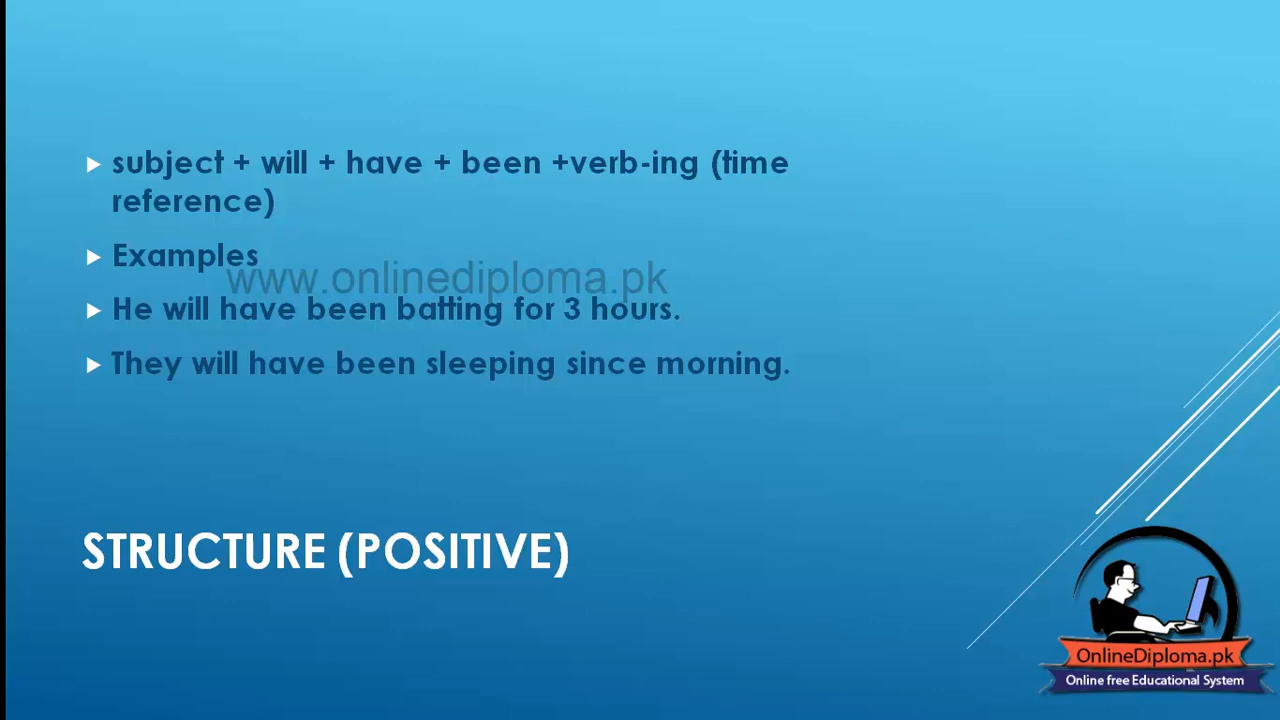 subject + will + have + been +verb-ing (time
reference)
Examples
www.onlinediploma.pk
He will have been batting for 3 hours.
They will have been sleeping since morning.
STRUCTURE (POSITIVE)
OnlineDiploma.pk
Online free Educational System